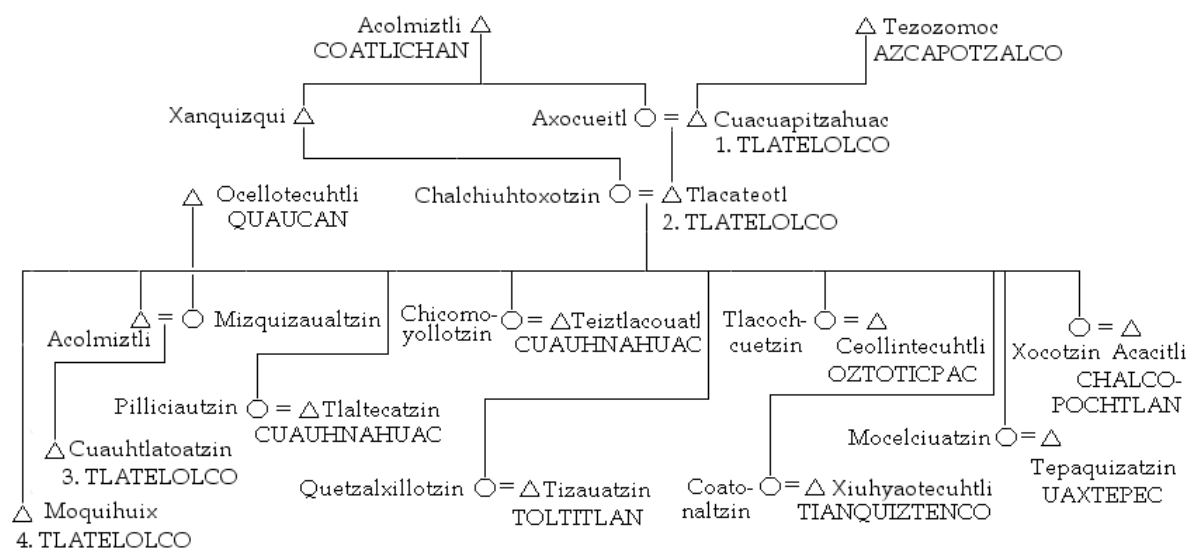 Acolmiztli
COATLICHAN
Tezozomoc
AZCAPOTZALCO
Xanquizqui
Axocueitl = Cuacuapitzahuac
1. TLATELOLCO
Ocellotecuhtli
QUAUCAN
Chalchiuhtoxotzin = Tlacateotl
2. TLATELOLCO
Acolmiztli = Mizquizaualtzin
Chicomo-
yollotzin = Teiztlacouatl
CUAUHNAHUAC
Tlacoch-
cuetzin =
Ceollintecuhtli
OZTOTICPAC
=
Xocotzin Acacitli
CHALCO-
POCHTLAN
Pilliciautzin = Tlaltecatzin
CUAUHNAHUAC
Cuauhtlatoatzin
3. TLATELOLCO
Mocelciuatzin =
Tepaquizatzin
UAXTEPEC
Quetzalxillotzin = Tizauatzin
TOLTITLAN
Coato-
naltzin = Xiuhyaotecuhtli
TIANQUIZTENCO
Moquihuix
4. TLATELOLCO